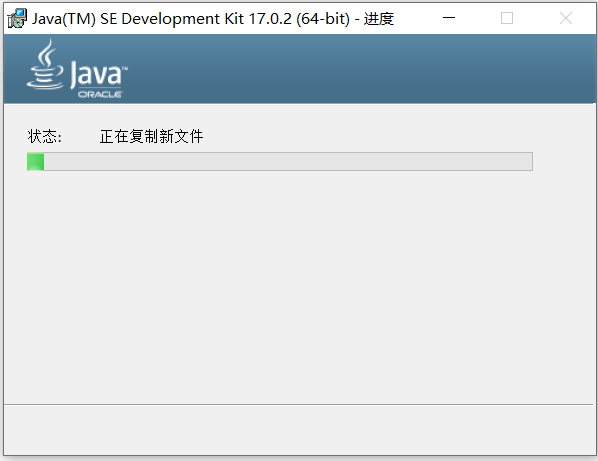 Java(TM) SE Development Kit 17.0.2 (64-bit) - 进度
Java™
ORACLE
状态: 正在复制新文件